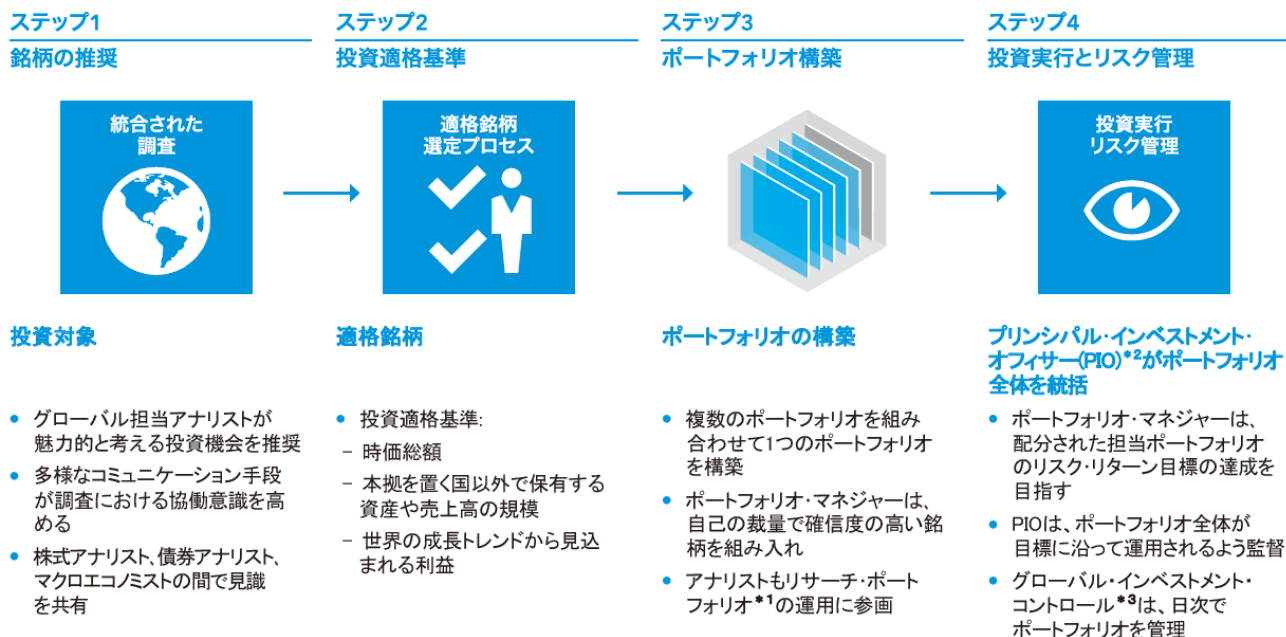 ステップ1
銘柄の推奨
統合された
調査
投資対象
• グローバル担当アナリストが
魅力的と考える投資機会を推奨
• 多様なコミュニケーション手段
が調査における協働意識を高
める
• 株式アナリスト、債券アナリスト、
マクロエコノミストの間で見識
を共有
ステップ2
投資適格基準
適格銘柄
選定プロセス
適格銘柄
• 投資適格基準:
− 時価総額
− 本拠を置く国以外で保有する
資産や売上高の規模
− 世界の成長トレンドから見込
まれる利益
ステップ3
ポートフォリオ構築
ポートフォリオの構築
• 複数のポートフォリオを組み
合わせて1つのポートフォリオ
を構築
• ポートフォリオ・マネジャーは、
自己の裁量で確信度の高い銘
柄を組み入れ
• アナリストもリサーチ・ポート
フォリオ*1の運用に参画
ステップ4
投資実行とリスク管理
投資実行
リスク管理
プリンシパル・インベストメント・
オフィサー(PIO)*2がポートフォリオ
全体を統括
• ポートフォリオ・マネジャーは、
配分された担当ポートフォリオ
のリスク・リターン目標の達成を
目指す
• PIOは、ポートフォリオ全体が
目標に沿って運用されるよう監督
• グローバル・インベストメント・
コントロール*3は、日次で
ポートフォリオを管理